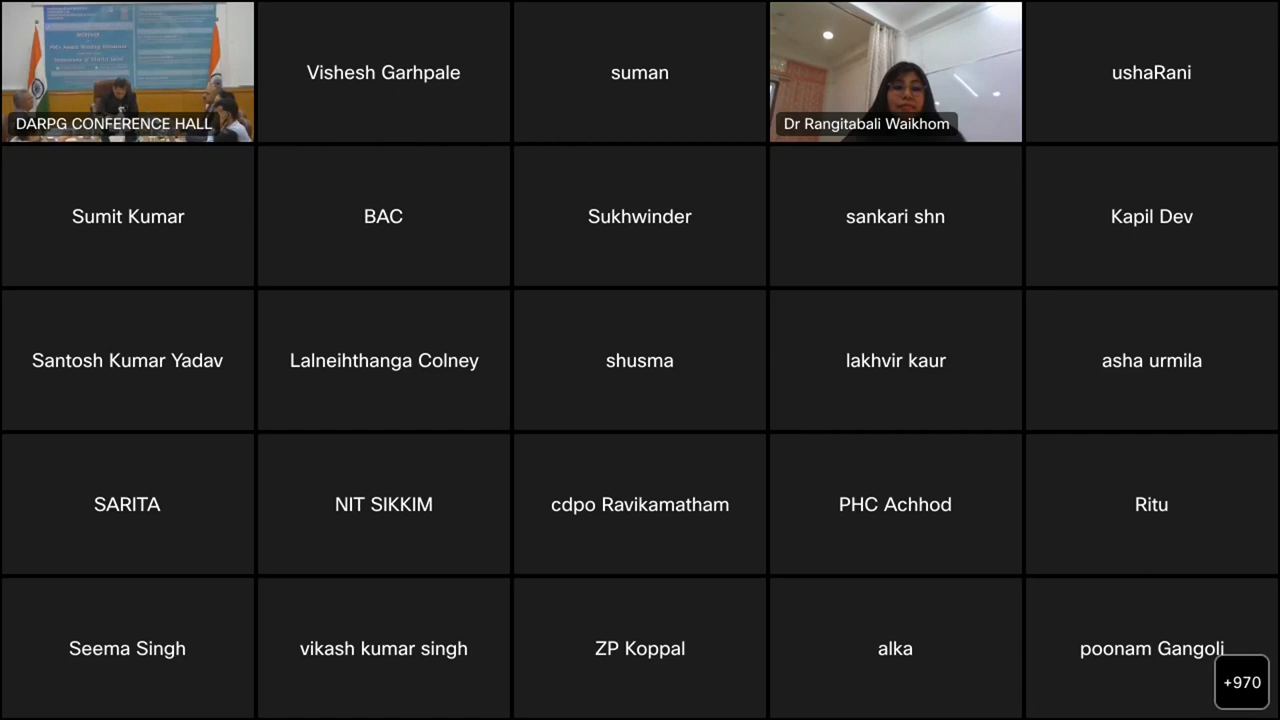 WEBINAR
DARPG CONFERENCE HALL
Vishesh Garhpale
suman
Dr Rangitabali Waikhom
ushaRani
Sumit Kumar
BAC
Sukhwinder
sankari shn
Kapil Dev
Santosh Kumar Yadav
Lalneihthanga Colney
shusma
lakhvir kaur
asha urmila
SARITA
NIT SIKKIM
cdpo Ravikamatham
PHC Achhod
Ritu
Seema Singh
vikash kumar singh
ZP Koppal
alka
poonam Gangoli
+970